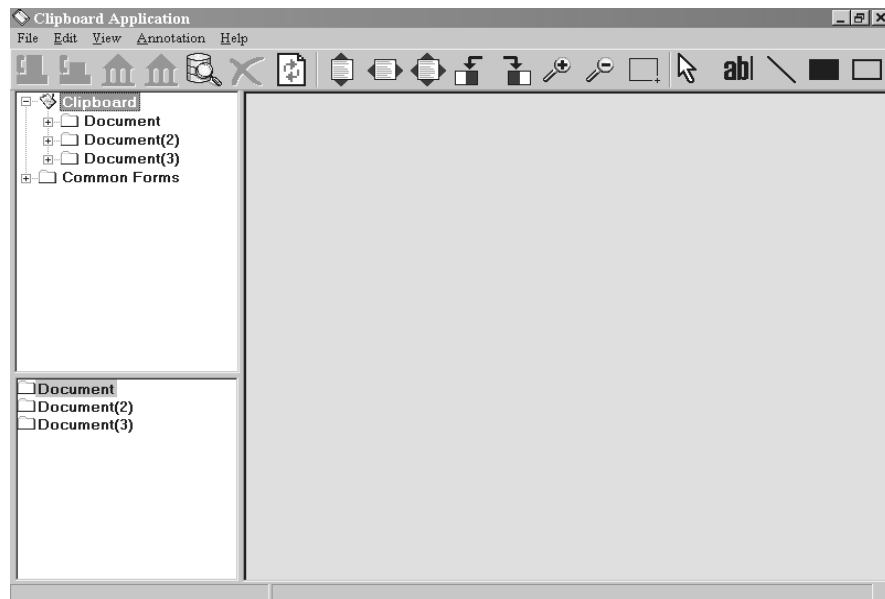 Clipboard Application
File Edit View Annotation Help
ab
Clipboard
Document
Document(2)
Document(3)
Common Forms
Document
Document(2)
Document(3)